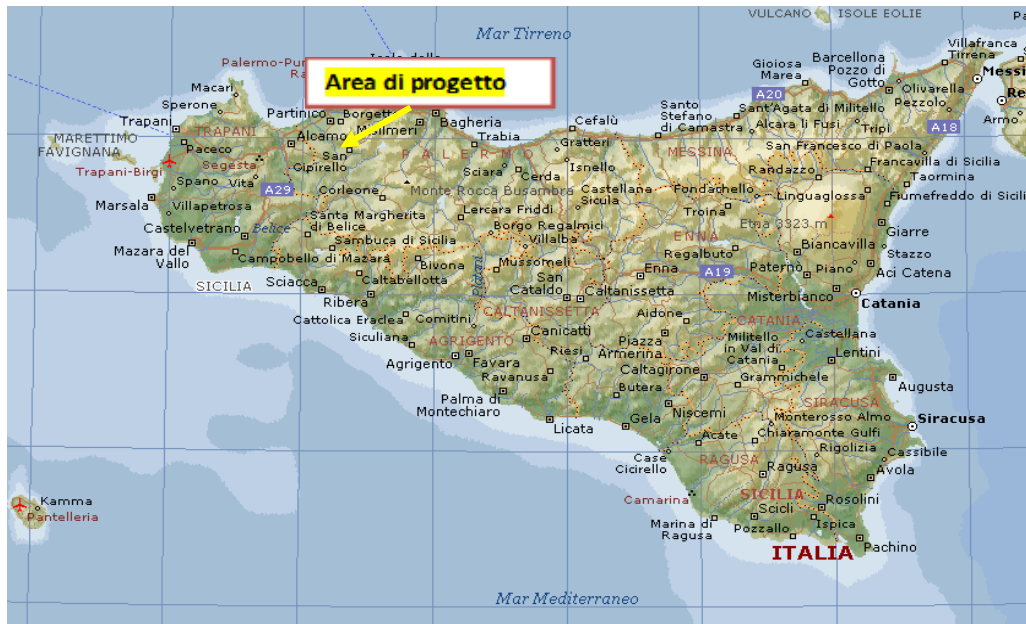 VULCANO
ISOLE EOLIE
Mar Tirreno
Villafranca
Tirrena
Messi
Re
Palermo-Pun
Ra
Area di progetto
Gioiosa
Marea
Barcellona
Pozzo di
Gotto
Olivarella
Pezzolo
Macari
Sperone
Trapani
TRAPANI
Paceco
Segesta
Vita
Partinico
Borgetto
Alcamo
Misilmeri
San
Cipirello
Bagheria
Trabia
Cefalù
Gratteri
Isnello
Santo
Stefano
di Camastra
A20
Sant'Agata di Militello
Alcara li Fusi
Tripi
A18
Armo
MARETTIMO
FAVIGNANA
Trapani-Birgi
PALERMO
MESSINA
San Francesco di Paola
Francavilla di Sicilia
Randazzo
Taormina
Spano
A29
Corleone
Monte Rocca Busambra
Sciara
Cerda
Castellana
Sicula
Fondachello
Linguaglossa
Fiumefreddo di Sicili
Marsala
Villapetrosa
Castelvetrano
Belice
Santa Margherita
di Belice
Lercara Friddi
Borgo Regalmici
Villalba
Troina
Etna 3323 m
Giarre
Mazara del
Vallo
Campobello di Mazara
Sambuca di Sicilia
Bivona
Mussomeli
ENNIA
Regalbuto
Biancavilla
Stazzo
SICILIA
Sciacca
Caltabellotta
Platani
San
Cataldo
Enna
A19
Paterno
Piano
Aci Catena
Ribera
Caltanissetta
Misterbianco
Catania
Cattolica Eraclea
Comitini
CALTANISSETTA
Aidone
CATANIA
Siculiana
AGRIGENTO
Canicatti
Piazza
Armerina
Militello
in Val di
Catania
Castellana
Lentini
Agrigento
Favara
Riesi
Caltagirone
Ravanusa
Butera
Grammichele
Augusta
Palma di
Montechiaro
Licata
Gela
Niscemi
SIRACUSA
Monterosso Almo
Siracusa
Acate
Chiaramonte Gulfi
Case
Cicirello
RAGUSA
Ragusa
Rigolizia
Cassibile
Avola
Kamma
Pantelleria
Camarina
SICILIA
Scicli
Rosolini
Marina di
Ragusa
Pozzallo
Ispica
ITALIA
Pachino
Mar Mediterraneo